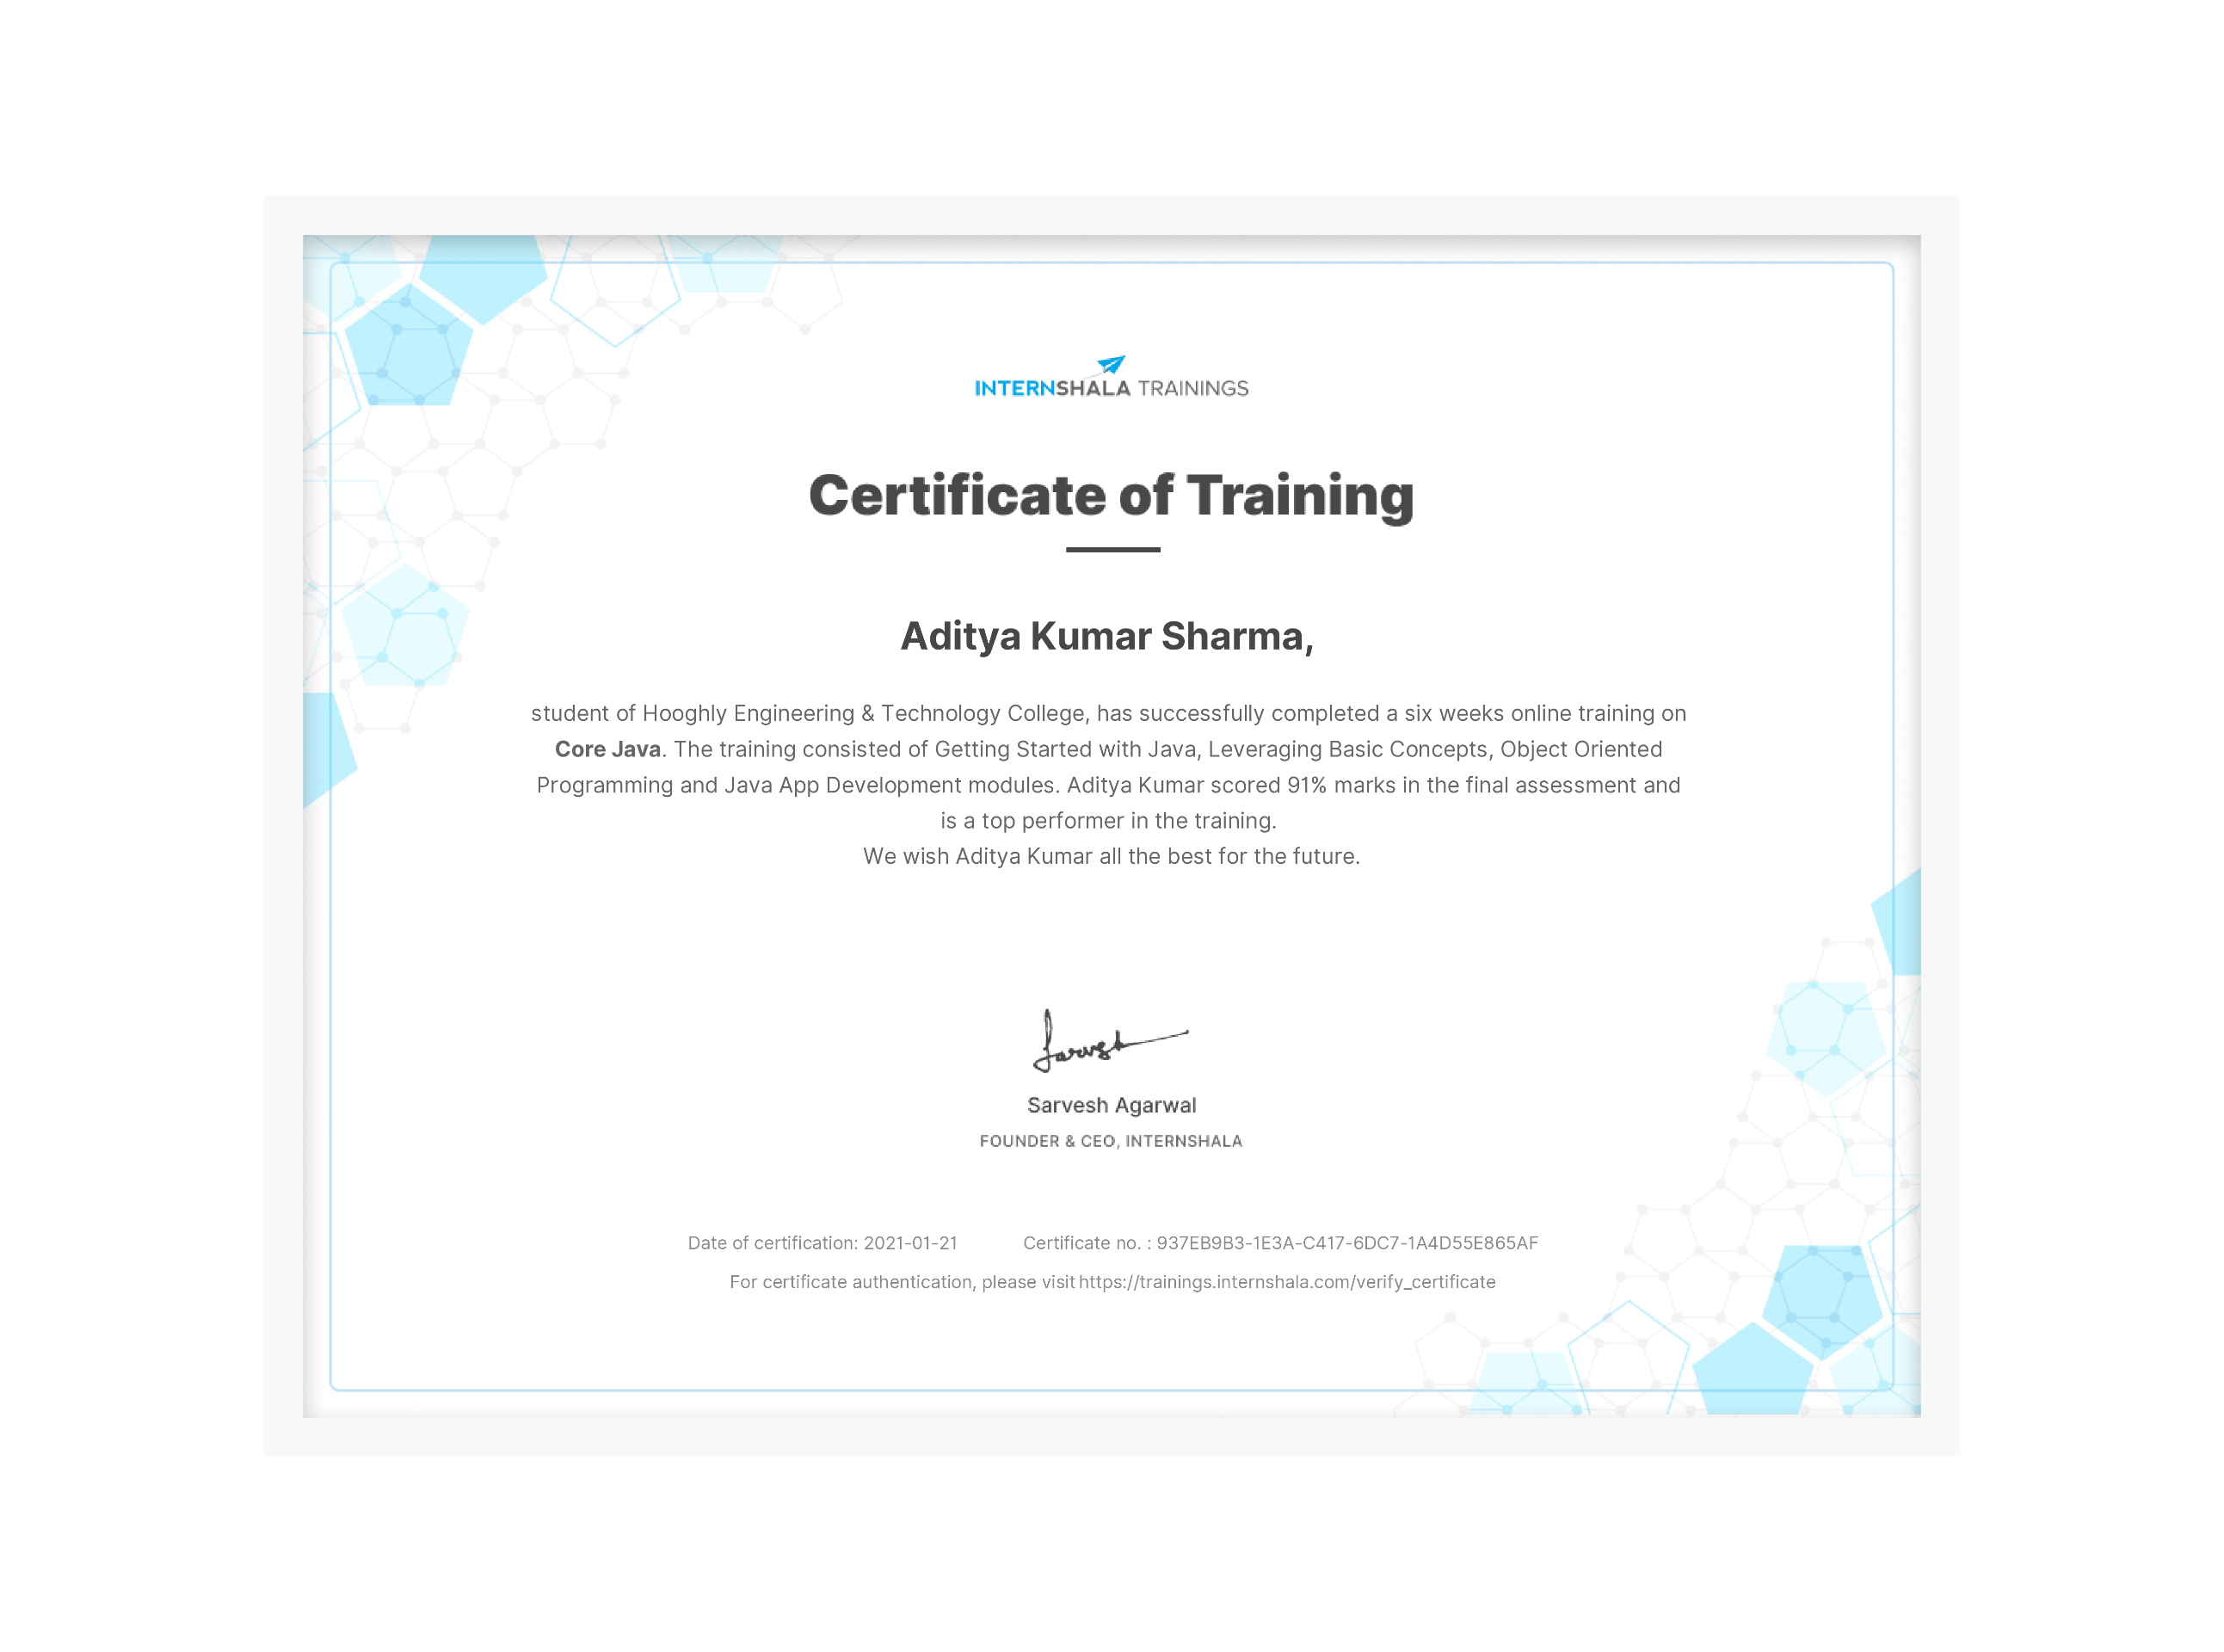 INTERNSHALA TRAININGS
Certificate of Training
Aditya Kumar Sharma,
student of Hooghly Engineering & Technology College, has successfully completed a six weeks online training on
Core Java. The training consisted of Getting Started with Java, Leveraging Basic Concepts, Object Oriented
Programming and Java App Development modules. Aditya Kumar scored 91% marks in the final assessment and
is a top performer in the training.
We wish Aditya Kumar all the best for the future.
Sarvesh
Sarvesh Agarwal
FOUNDER & CEO, INTERNSHALA
Date of certification: 2021-01-21 Certificate no. : 937EB9B3-1E3A-C417-6DC7-1A4D55E865AF
For certificate authentication, please visit https://trainings.internshala.com/verify_certificate